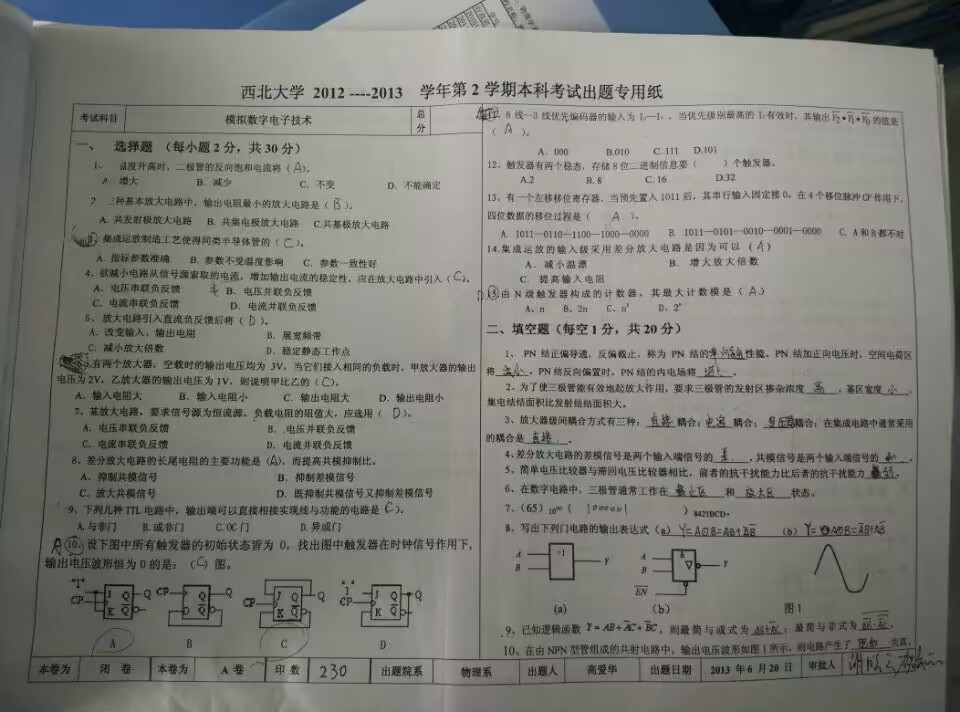 西北大学 2012 ----2013 学年第 2 学期本科考试出题专用纸
考试科目 模拟数字电子技术 总分
一、 选择题 (每小题 2 分，共 30 分)
1、 温度升高时，二极管的反向饱和电流将 ( A )。
A. 增大 B. 减少 C. 不变 D. 不能确定
2 三种基本放大电路中，输出电阻最小的放大电路是 ( B )。
A. 共发射极放大电路 B. 共集电极放大电路 C.共基极放大电路
集成运放制造工艺使得同类半导体管的 ( C )。
A. 指标参数准确 B. 参数不受温度影响 C. 参数一致性好
4、欲减小电路从信号源索取的电流，增加输出电流的稳定性，应在放大电路中引入 ( C )。
A、电压串联负反馈 B、电压并联负反馈
C、电流串联负反馈 D、电流并联负反馈
5、放大电路引入直流负反馈后将 ( D )。
A、改变输入、输出电阻 B、展宽频带
C、减小放大倍数 D、稳定静态工作点
有两个放大器，空载时的输出电压均为 3V，当它们接入相同的负载时，甲放大器的输出
电压为 2V，乙放大器的输出电压为 1V，则说明甲比乙的 ( C )。
A、输入电阻大 B、输入电阻小 C、输出电阻大 D、输出电阻小
7、某放大电路，要求信号源为恒流源，负载电阻的阻值大，应选用 ( D )。
A、电压串联负反馈 B、电压并联负反馈
C、电流串联负反馈 D、电流并联负反馈
8、差分放大电路的长尾电阻的主要功能是 ( A )，而提高共模抑制比。
A、抑制共模信号 B、抑制差模信号
C、放大共模信号 D、既抑制共模信号又抑制差模信号
9、下列几种 TTL 电路中，输出端可以直接相接实现线与功能的电路是 ( C )。
A.与非门 B.或非门 C.OC 门 D.异或门
A 10、设下图中所有触发器的初始状态皆为 0，找出图中触发器在时钟信号作用下，
输出电压波形恒为 0 的是：( C ) 图。
"1" CP J K Q Q̅ Q CP D Q Q̅ Q CP J K Q Q̅ Q "1" CP J K Q Q̅ Q
A B C D
8 线—3 线优先编码器的输入为 I₀—I₇，当优先级别最高的 I₇有效时，其输出 Y̅₂•Y̅₁•Y̅₀ 的值是
( A )。
A. 000 B.010 C. 111 D.101
12、触发器有两个稳态，存储 8 位二进制信息要 ( ) 个触发器。
A.2 B. 8 C. 16 D.32
13、有一个左移移位寄存器，当预先置入 1011 后，其串行输入固定接 0，在 4 个移位脉冲 CP 作用下，
四位数据的移位过程是 ( A )。
A. 1011—0110—1100—1000—0000 B. 1011—0101—0010—0001—0000 C. A 和 B 都不对
14.集成运放的输入级采用差分放大电路是因为可以 ( A )
A. 减小温漂 B. 增大放大倍数
C. 提高输入电阻
D 15 由 N 级触发器构成的计数器，其最大计数模是 ( A )
A、n B、2n C、n² D、2ⁿ
二、填空题 (每空 1 分，共 20 分)
1、 PN 结正偏导通，反偏截止，称为 PN 结的单向导电性能。PN 结加正向电压时，空间电荷区
将 变小，PN 结反向偏置时，PN 结的内电场将 增大。
2、为了使三极管能有效地起放大作用，要求三极管的发射区掺杂浓度 高，基区宽度 小，
集电结结面积比发射结结面积大。
3、放大器级间耦合方式有三种：直接 耦合；电容 耦合；变压器耦合；在集成电路中通常采用
的耦合是 直接 。
4、差分放大电路的差模信号是两个输入端信号的 差，共模信号是两个输入端信号的 和。
5、简单电压比较器与滞回电压比较器相比，前者的抗干扰能力比后者的抗干扰能力
6、在数字电路中，三极管通常工作在 截止区 和 放大区 状态。
7、(65) ₁₀=( 1000001 ) 8421BCD。
8、写出下列门电路的输出表达式 (a) Y=A⊙B=AB+A̅B̅ (b)
A B =1 Y A B & ▽ E̅N̅ Y
(a) (b) 图 1
9、已知逻辑函数 Y = AB + A̅C + B̅C，则最简与或式为 ；最简与非式为
10、在由 NPN 型管组成的共射电路中，输出电压波形如图 1 所示，则电路产生了 饱和 失真。
本卷为 闭 卷 本卷为 A 卷 印 数 230 出题院系 物理系 出题人 高爱华 出题日期 2013 年 6 月 20 日 审批人